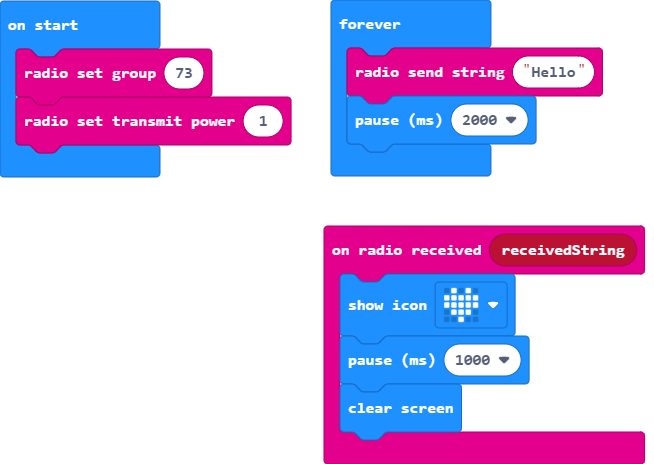 on start
radio set group 73
radio set transmit power 1
forever
radio send string "Hello"
pause (ms) 2000
on radio received receivedString
show icon
pause (ms) 1000
clear screen